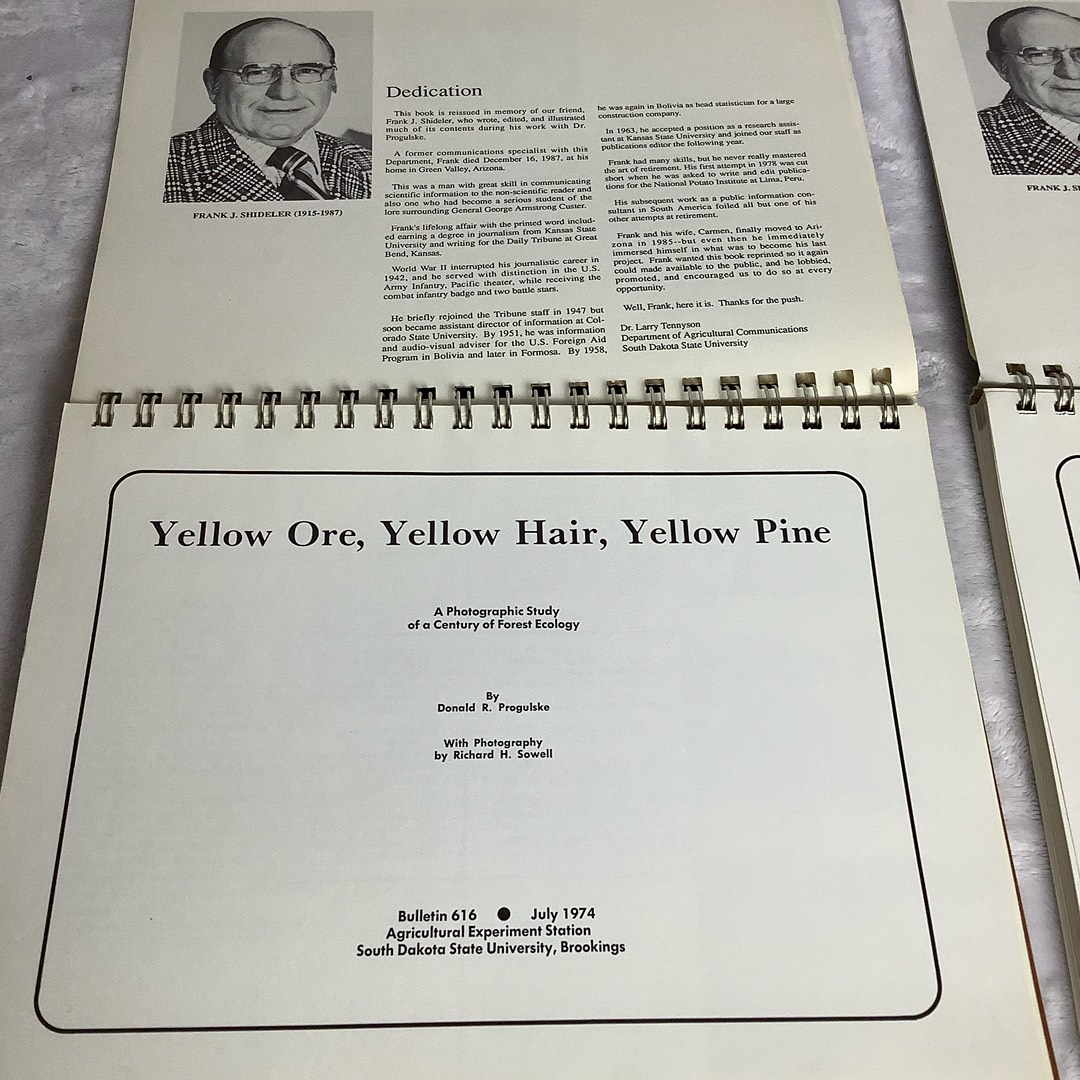 FRANK J. SHIDELER (1915-1987)
Dedication
This book is reissued in memory of our friend,
Frank J. Shideler, who wrote, edited, and illustrated
much of its contents during his work with Dr.
Progulske.
A former communications specialist with this
Department, Frank died December 16, 1987, at his
home in Green Valley, Arizona.
This was a man with great skill in communicating
scientific information to the non-scientific reader and
also one who had become a serious student of the
lore surrounding General George Armstrong Custer.
Frank's lifelong affair with the printed word includ-
ed earning a degree in journalism from Kansas State
University and writing for the Daily Tribune at Great
Bend, Kansas.
World War II interrupted his journalistic career in
1942, and he served with distinction in the U.S.
Army Infantry, Pacific theater, while receiving the
combat infantry badge and two battle stars.
He briefly rejoined the Tribune staff in 1947 but
soon became assistant director of information at Col-
orado State University. By 1951, he was information
and audio-visual adviser for the U.S. Foreign Aid
Program in Bolivia and later in Formosa. By 1958,
he was again in Bolivia as head statistician for a large
construction company.
In 1963, he accepted a position as a research assis-
tant at Kansas State University and joined our staff as
publications editor the following year.
Frank had many skills, but he never really mastered
the art of retirement. His first attempt in 1978 was cut
short when he was asked to write and edit publica-
tions for the National Potato Institute at Lima, Peru.
His subsequent work as a public information con-
sultant in South America foiled all but one of his
other attempts at retirement.
Frank and his wife, Carmen, finally moved to Ari-
zona in 1985--but even then he immediately
immersed himself in what was to become his last
project. Frank wanted this book reprinted so it again
could made available to the public, and he lobbied,
promoted, and encouraged us to do so at every
opportunity.
Well, Frank, here it is. Thanks for the push.
Dr. Larry Tennyson
Department of Agricultural Communications
South Dakota State University
Yellow Ore, Yellow Hair, Yellow Pine
A Photographic Study
of a Century of Forest Ecology
By
Donald R. Progulske
With Photography
by Richard H. Sowell
Bulletin 616 ● July 1974
Agricultural Experiment Station
South Dakota State University, Brookings
FRANK J. SH